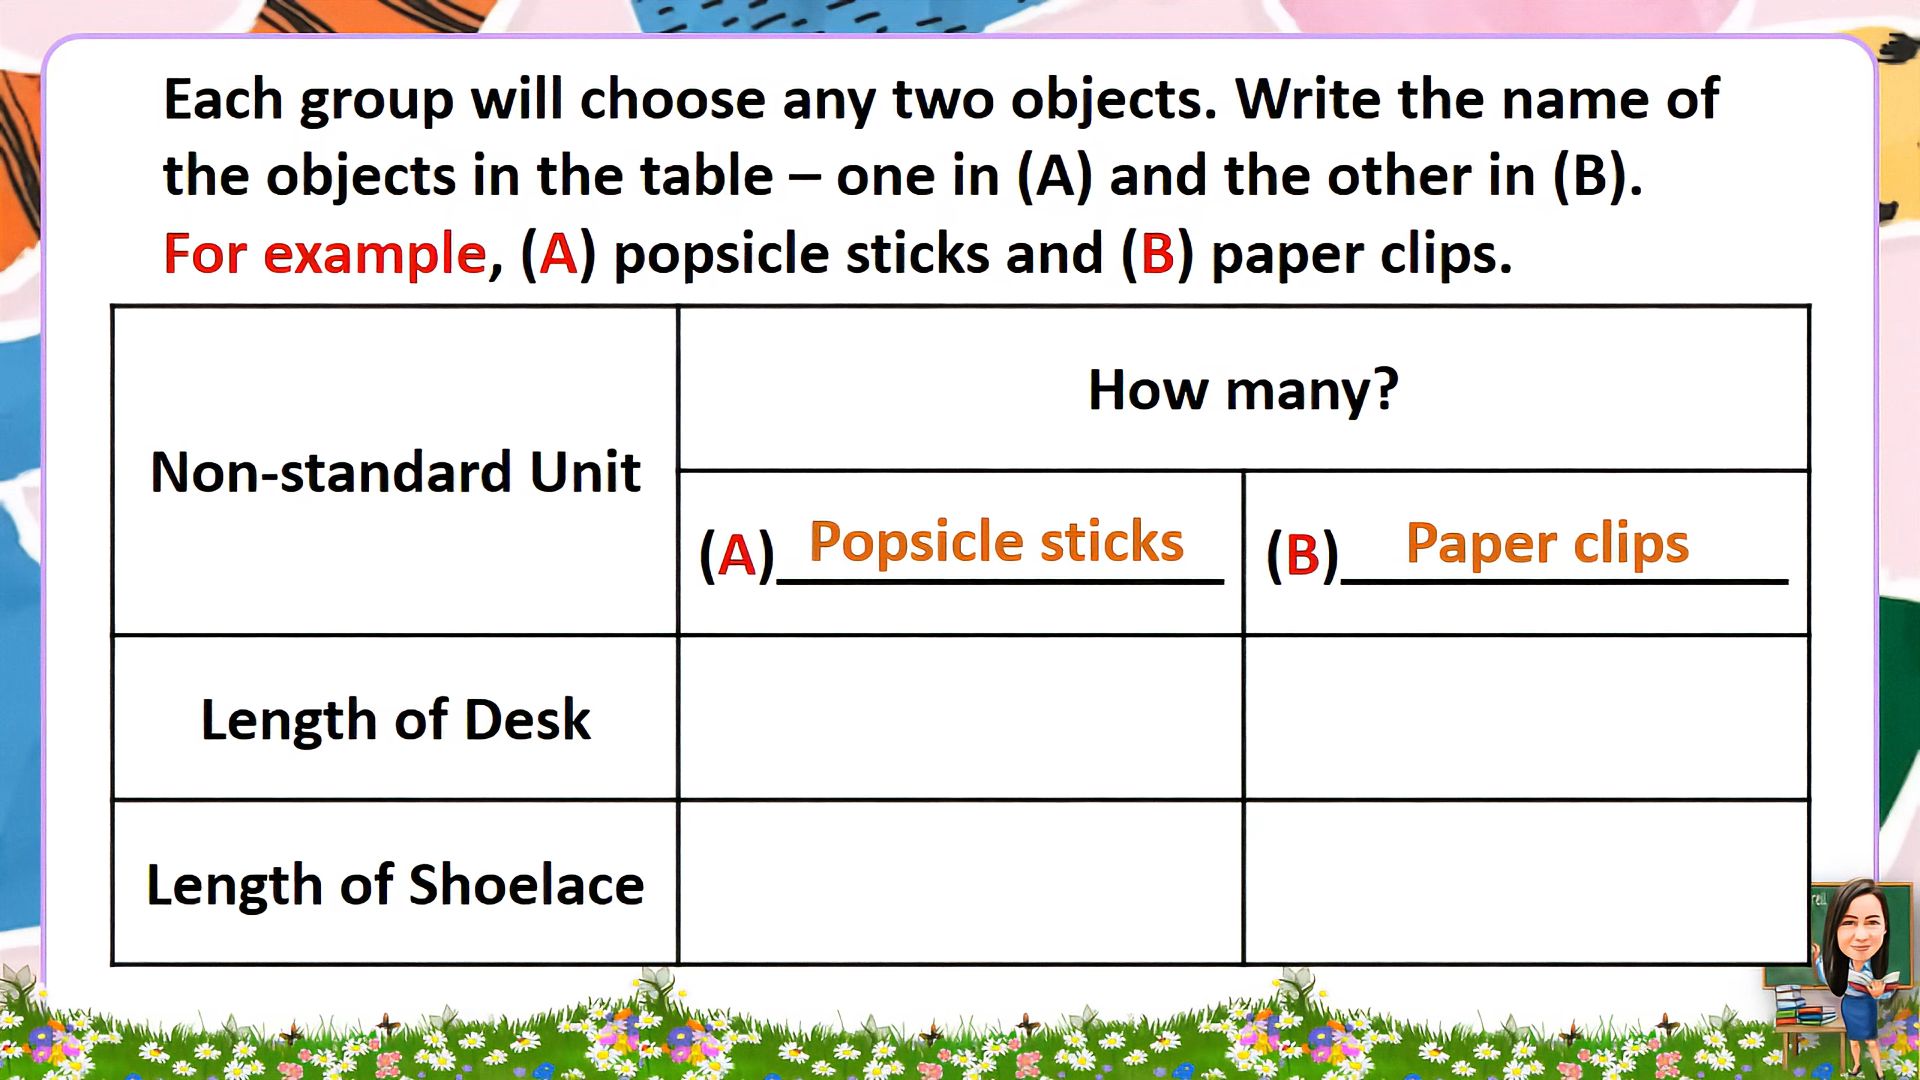 Each group will choose any two objects. Write the name of
the objects in the table – one in (A) and the other in (B).
For example, (A) popsicle sticks and (B) paper clips.
Non-standard Unit
How many?
(A) Popsicle sticks
(B) Paper clips
Length of Desk
Length of Shoelace